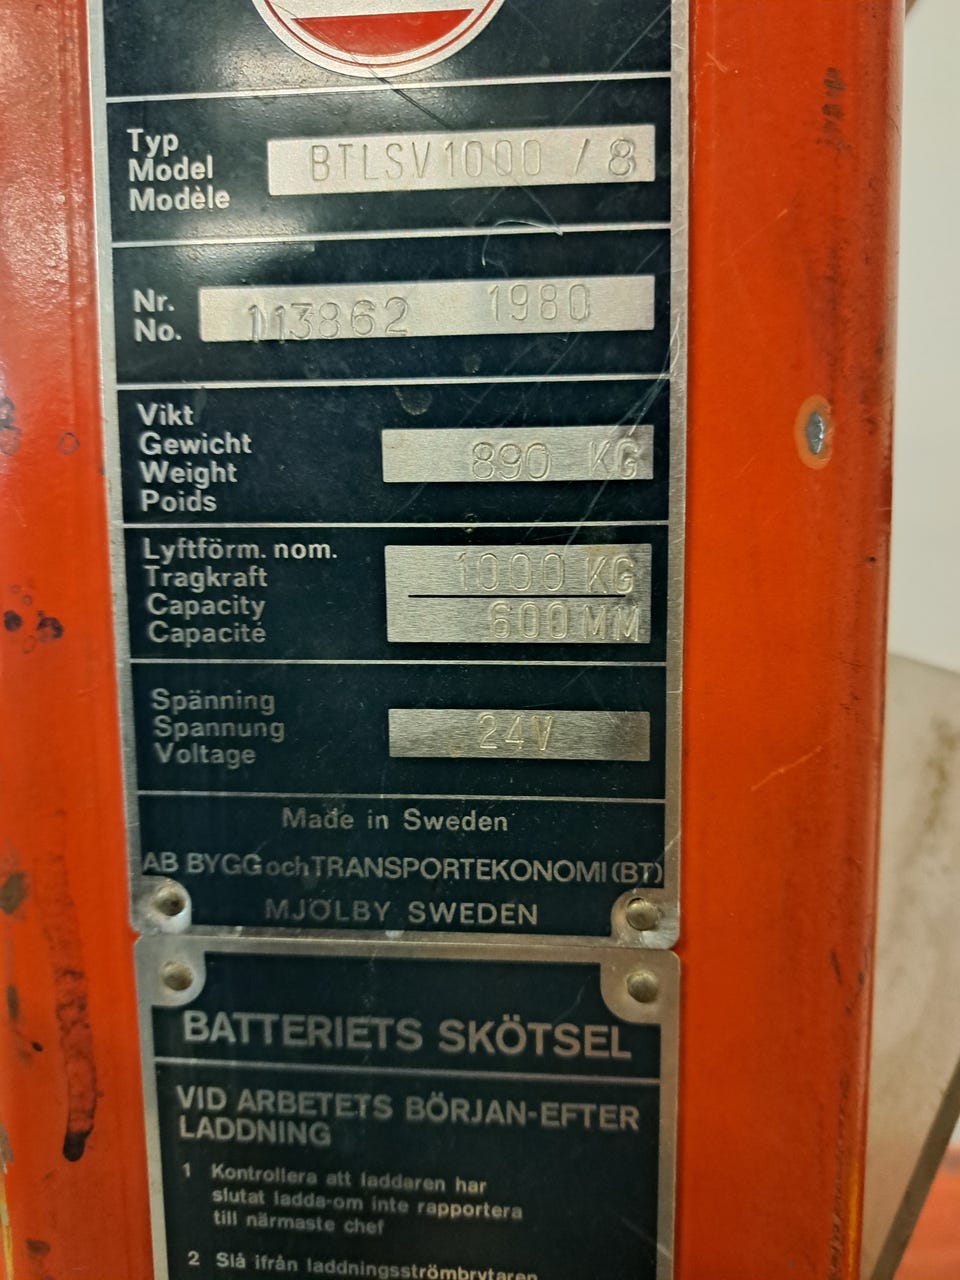 Typ
Model
Modèle
BTLSV1000 / 8
Nr.
No.
113862 1980
Vikt
Gewicht
Weight
Poids
890 KG
Lyftförm. nom.
Tragkraft
Capacity
Capacité
1000 KG
600 MM
Spänning
Spannung
Voltage
24V
Made in Sweden
AB BYGG och TRANSPORTEKONOMI (BT)
MJÖLBY SWEDEN
BATTERIETS SKÖTSEL
VID ARBETETS BÖRJAN-EFTER
LADDNING
1 Kontrollera att laddaren har
slutat ladda-om inte rapportera
till närmaste chef
2 Slå ifrån laddningsströmbrytaren